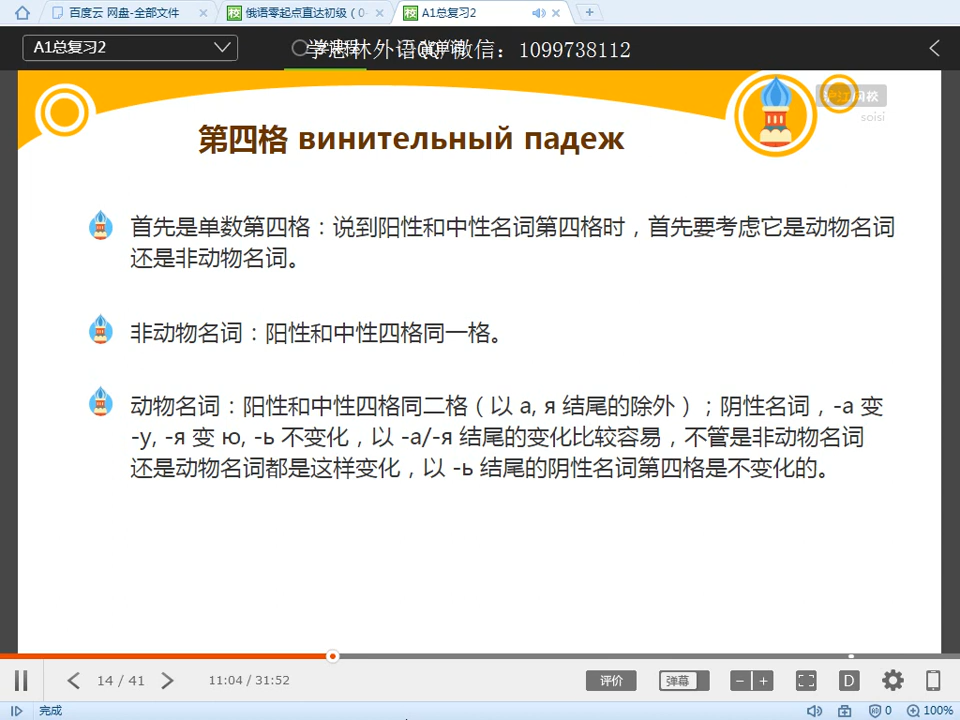 百度云 网盘-全部文件
俄语零起点直达初级（0-
A1总复习2
A1总复习2
学思林外语QQ/微信：1099738112
soisi
第四格 винительный падеж
首先是单数第四格：说到阳性和中性名词第四格时，首先要考虑它是动物名词
还是非动物名词。
非动物名词：阳性和中性四格同一格。
动物名词：阳性和中性四格同二格（以 а, я 结尾的除外）；阴性名词，-а 变
-у, -я 变 ю, -ь 不变化，以 -а/-я 结尾的变化比较容易，不管是非动物名词
还是动物名词都是这样变化，以 -ь 结尾的阴性名词第四格是不变化的。
14 / 41
11:04 / 31:52
评价
弹幕
D
完成
0
100%